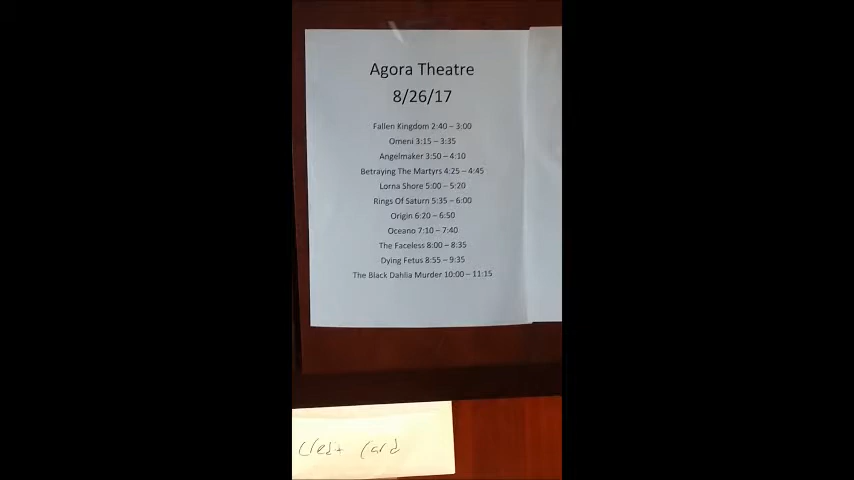 Agora Theatre
8/26/17
Fallen Kingdom 2:40 – 3:00
Omeni 3:15 – 3:35
Angelmaker 3:50 – 4:10
Betraying The Martyrs 4:25 – 4:45
Lorna Shore 5:00 – 5:20
Rings Of Saturn 5:35 – 6:00
Origin 6:20 – 6:50
Oceano 7:10 – 7:40
The Faceless 8:00 – 8:35
Dying Fetus 8:55 – 9:35
The Black Dahlia Murder 10:00 – 11:15
Credit Card